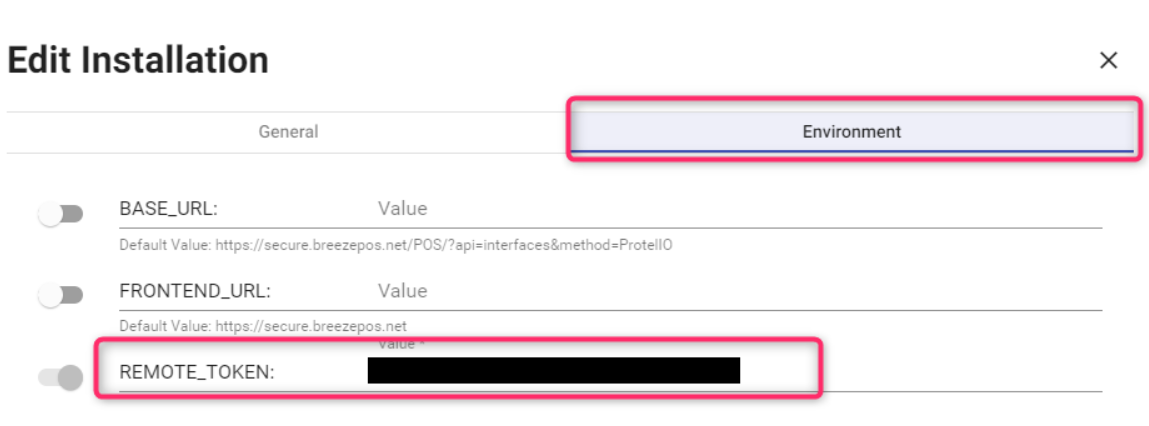 Edit Installation
General
Environment
BASE_URL: Value
Default Value: https://secure.breezepos.net/POS/?api=interfaces&method=ProtelIO
FRONTEND_URL: Value
Default Value: https://secure.breezepos.net
Value *
REMOTE_TOKEN: